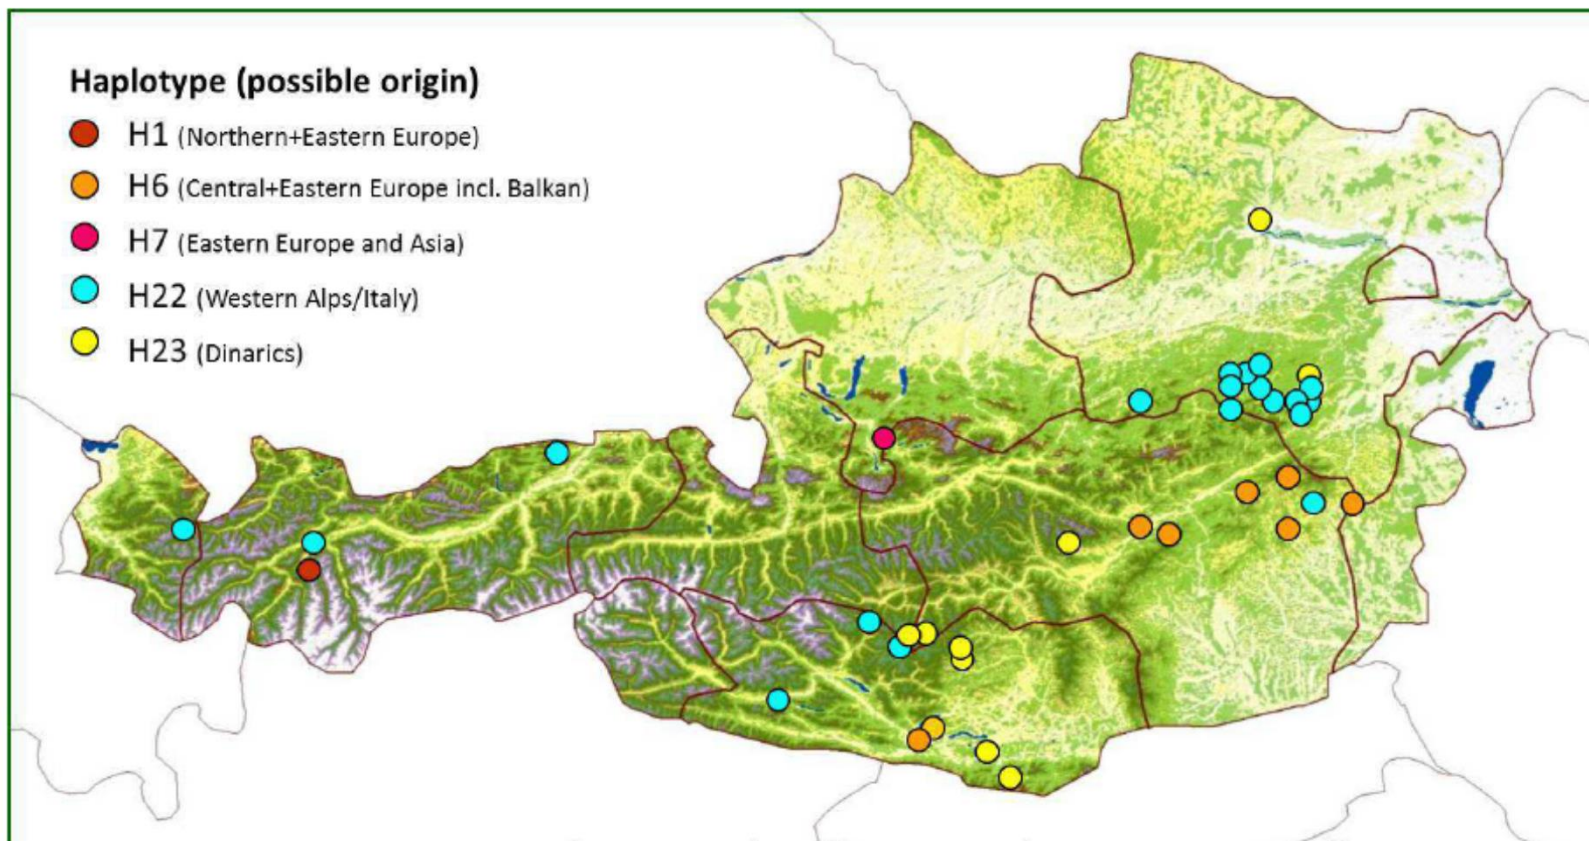 Haplotype (possible origin)
H1 (Northern+Eastern Europe)
H6 (Central+Eastern Europe incl. Balkan)
H7 (Eastern Europe and Asia)
H22 (Western Alps/Italy)
H23 (Dinarics)